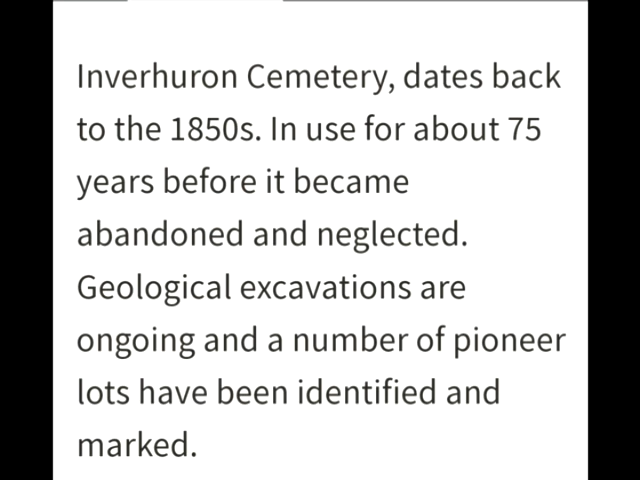 Inverhuron Cemetery, dates back
to the 1850s. In use for about 75
years before it became
abandoned and neglected.
Geological excavations are
ongoing and a number of pioneer
lots have been identified and
marked.